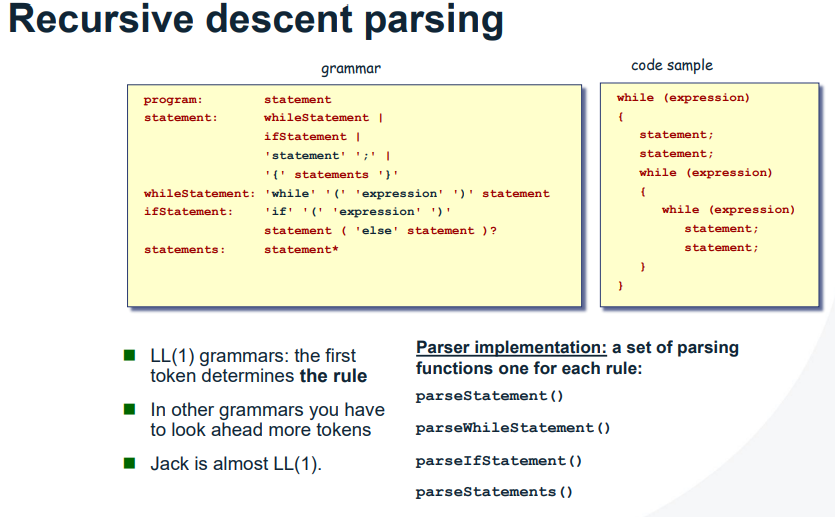 Recursive descent parsing
grammar
program: statement
statement: whileStatement |
ifStatement |
'statement' ';' |
'{' statements '}'
whileStatement: 'while' '(' 'expression' ')' statement
ifStatement: 'if' '(' 'expression' ')'
statement ( 'else' statement )?
statements: statement*
code sample
while (expression)
{
statement;
statement;
while (expression)
{
while (expression)
statement;
statement;
}
}
LL(1) grammars: the first
token determines the rule
In other grammars you have
to look ahead more tokens
Jack is almost LL(1).
Parser implementation: a set of parsing
functions one for each rule:
parseStatement()
parseWhileStatement()
parseIfStatement()
parseStatements()